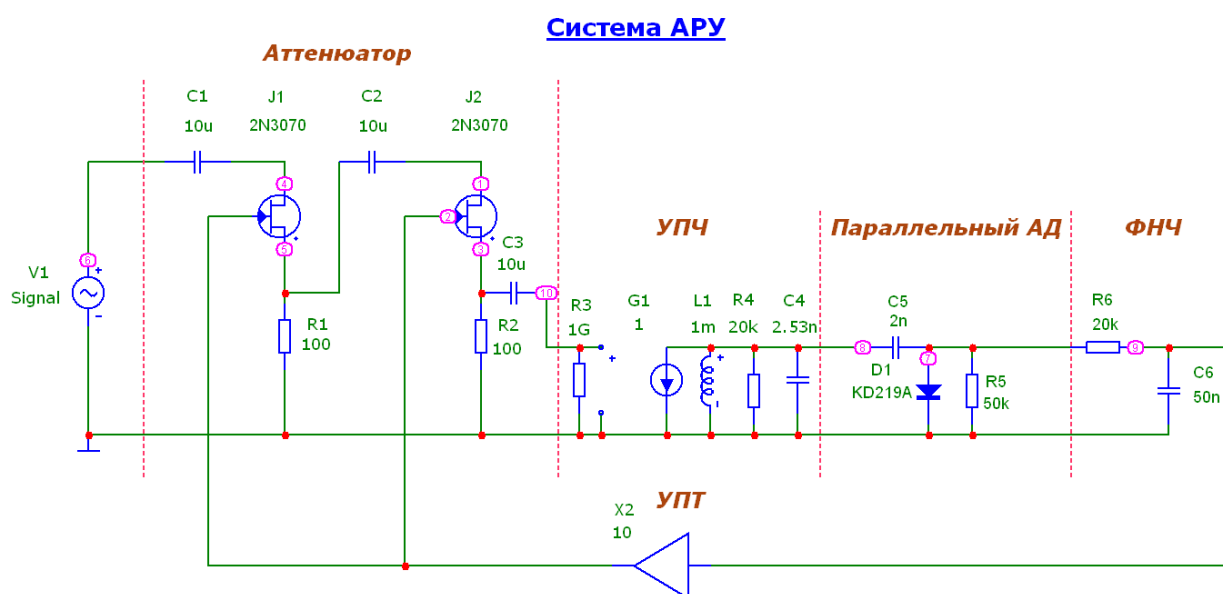 Система АРУ
Аттенюатор
C1
10u
J1
2N3070
C2
10u
J2
2N3070
4
1
2
5
3
6
V1
Signal
+
-
C3
10u
10
R1
100
R2
100
УПЧ
R3
1G
+
G1
1
L1
1m
+
-
R4
20k
C4
2.53n
Параллельный АД
8
C5
2n
7
D1
KD219A
R5
50k
ФНЧ
R6
20k
9
C6
50n
УПТ
X2
10